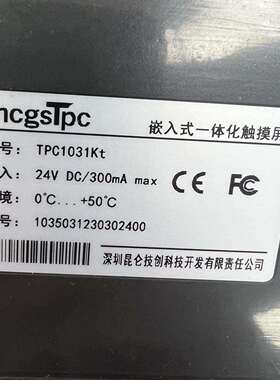 mcgsTpc
嵌入式一体化触摸屏
号: TPC1031Kt
入: 24V DC/300mA max
CE FC
境: 0℃...+50℃
号: 1035031230302400
深圳昆仑技创科技开发有限责任公司